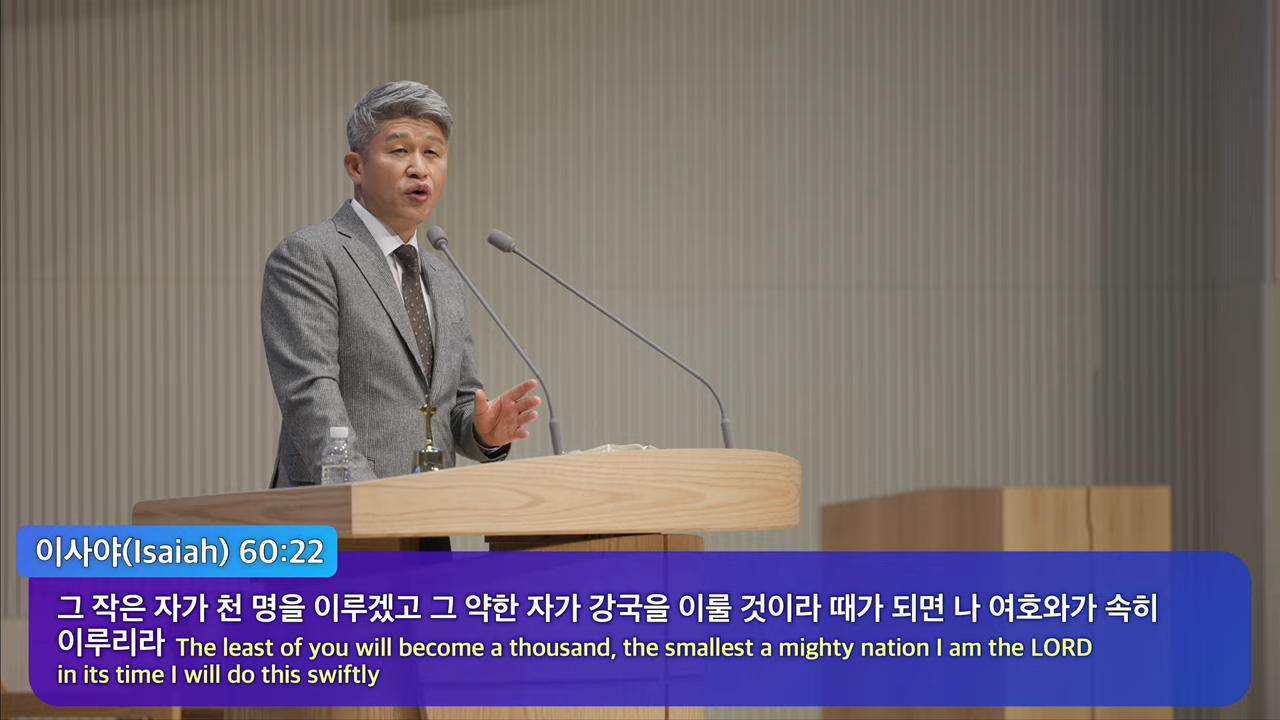 이사야(Isaiah) 60:22
그 작은 자가 천 명을 이루겠고 그 약한 자가 강국을 이룰 것이라 때가 되면 나 여호와가 속히
이루리라 The least of you will become a thousand, the smallest a mighty nation I am the LORD
in its time I will do this swiftly